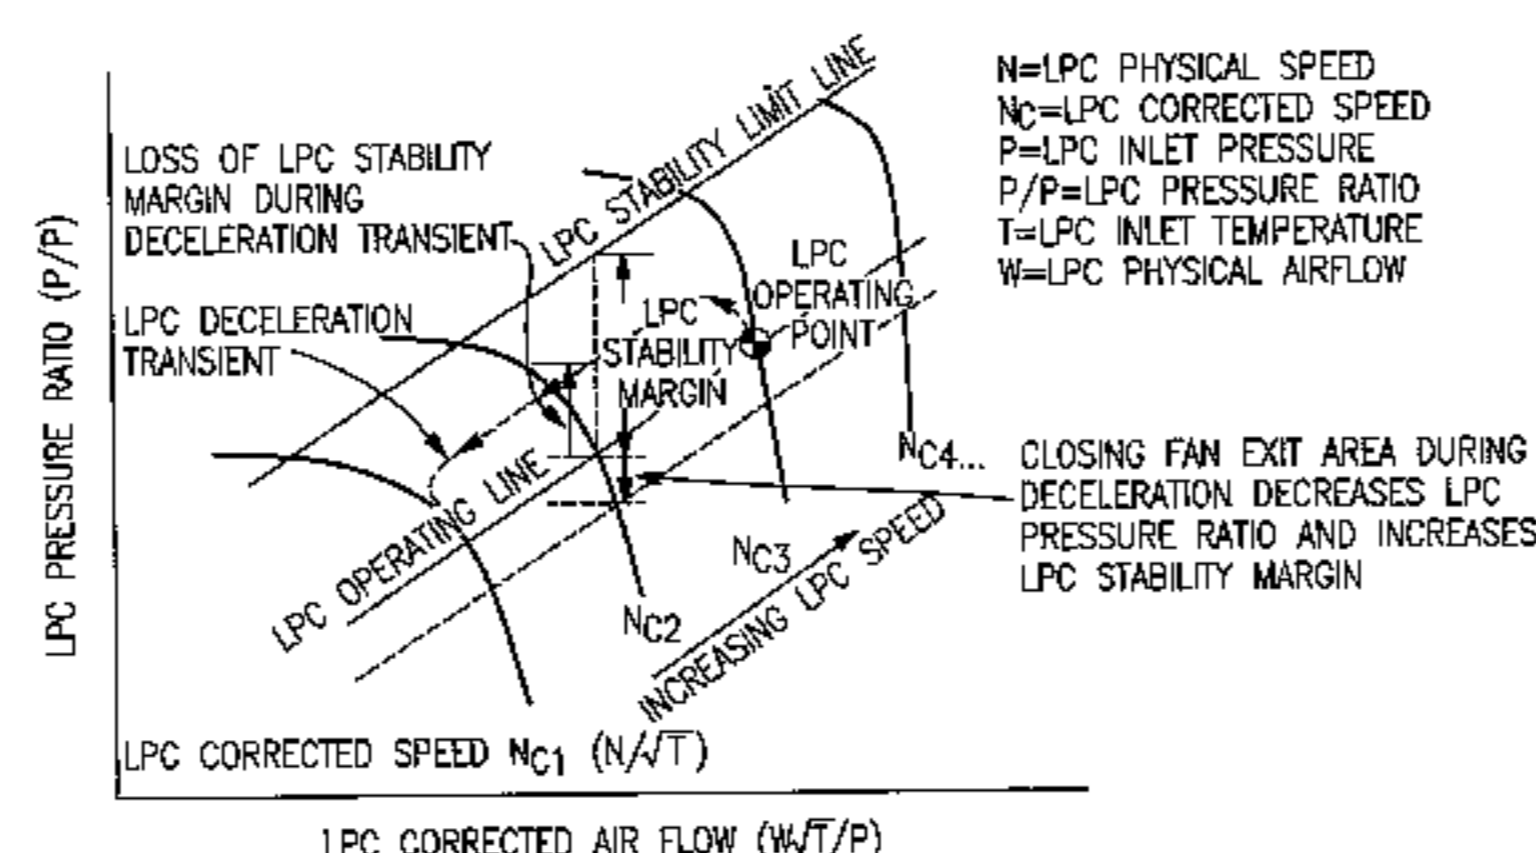 LPC STABILITY LIMIT LINE
N=LPC PHYSICAL SPEED
NC=LPC CORRECTED SPEED
P=LPC INLET PRESSURE
P/P=LPC PRESSURE RATIO
T=LPC INLET TEMPERATURE
W=LPC PHYSICAL AIRFLOW
LOSS OF LPC STABILITY
MARGIN DURING
DECELERATION TRANSIENT
LPC DECELERATION
TRANSIENT
LPC
STABILITY
MARGIN
LPC
OPERATING
POINT
LPC PRESSURE RATIO (P/P)
LPC OPERATING LINE
NC4...
CLOSING FAN EXIT AREA DURING
DECELERATION DECREASES LPC
PRESSURE RATIO AND INCREASES
LPC STABILITY MARGIN
NC3
NC2
INCREASING LPC SPEED
LPC CORRECTED SPEED NC1 (N/√T)
LPC CORRECTED AIR FLOW (W√T/P)